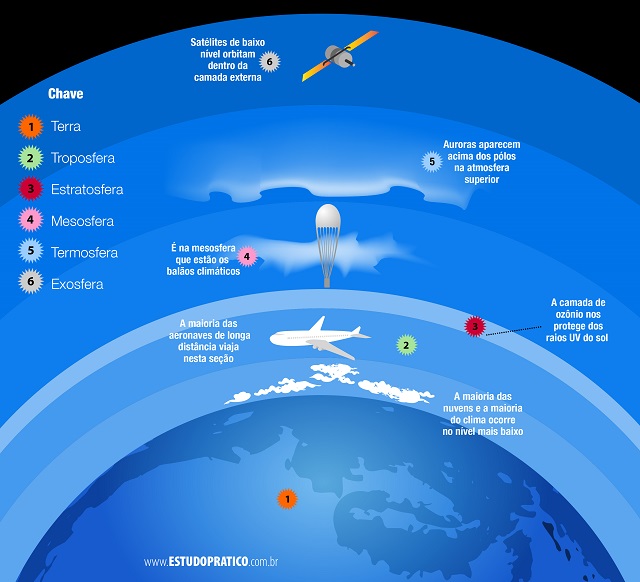 Satélites de baixo
nível orbitam
dentro da
camada externa
6
Chave
1 Terra
2 Troposfera
3 Estratosfera
4 Mesosfera
5 Termosfera
6 Exosfera
5
Auroras aparecem
acima dos pólos
na atmosfera
superior
É na mesosfera
que estão os
balãos climáticos
4
A camada de
ozônio nos
protege dos
raios UV do sol
3
A maioria das
aeronaves de longa
distância viaja
nesta seção
2
A maioria das
nuvens e a maioria
do clima ocorre
no nível mais baixo
1
www.ESTUDOPRATICO.com.br